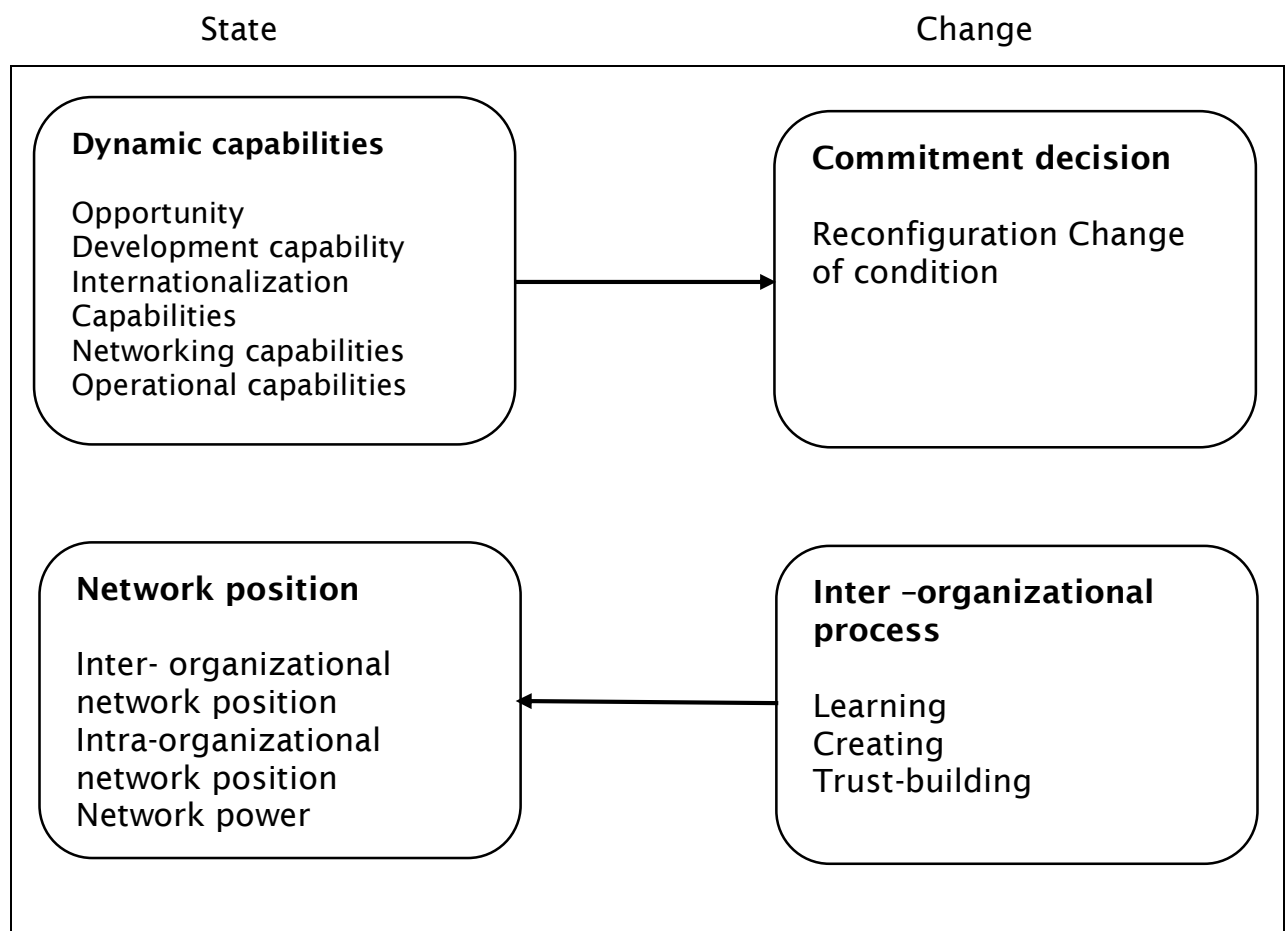 State
Change
Dynamic capabilities
Opportunity
Development capability
Internationalization
Capabilities
Networking capabilities
Operational capabilities
Commitment decision
Reconfiguration Change
of condition
Network position
Inter- organizational
network position
Intra-organizational
network position
Network power
Inter –organizational
process
Learning
Creating
Trust-building